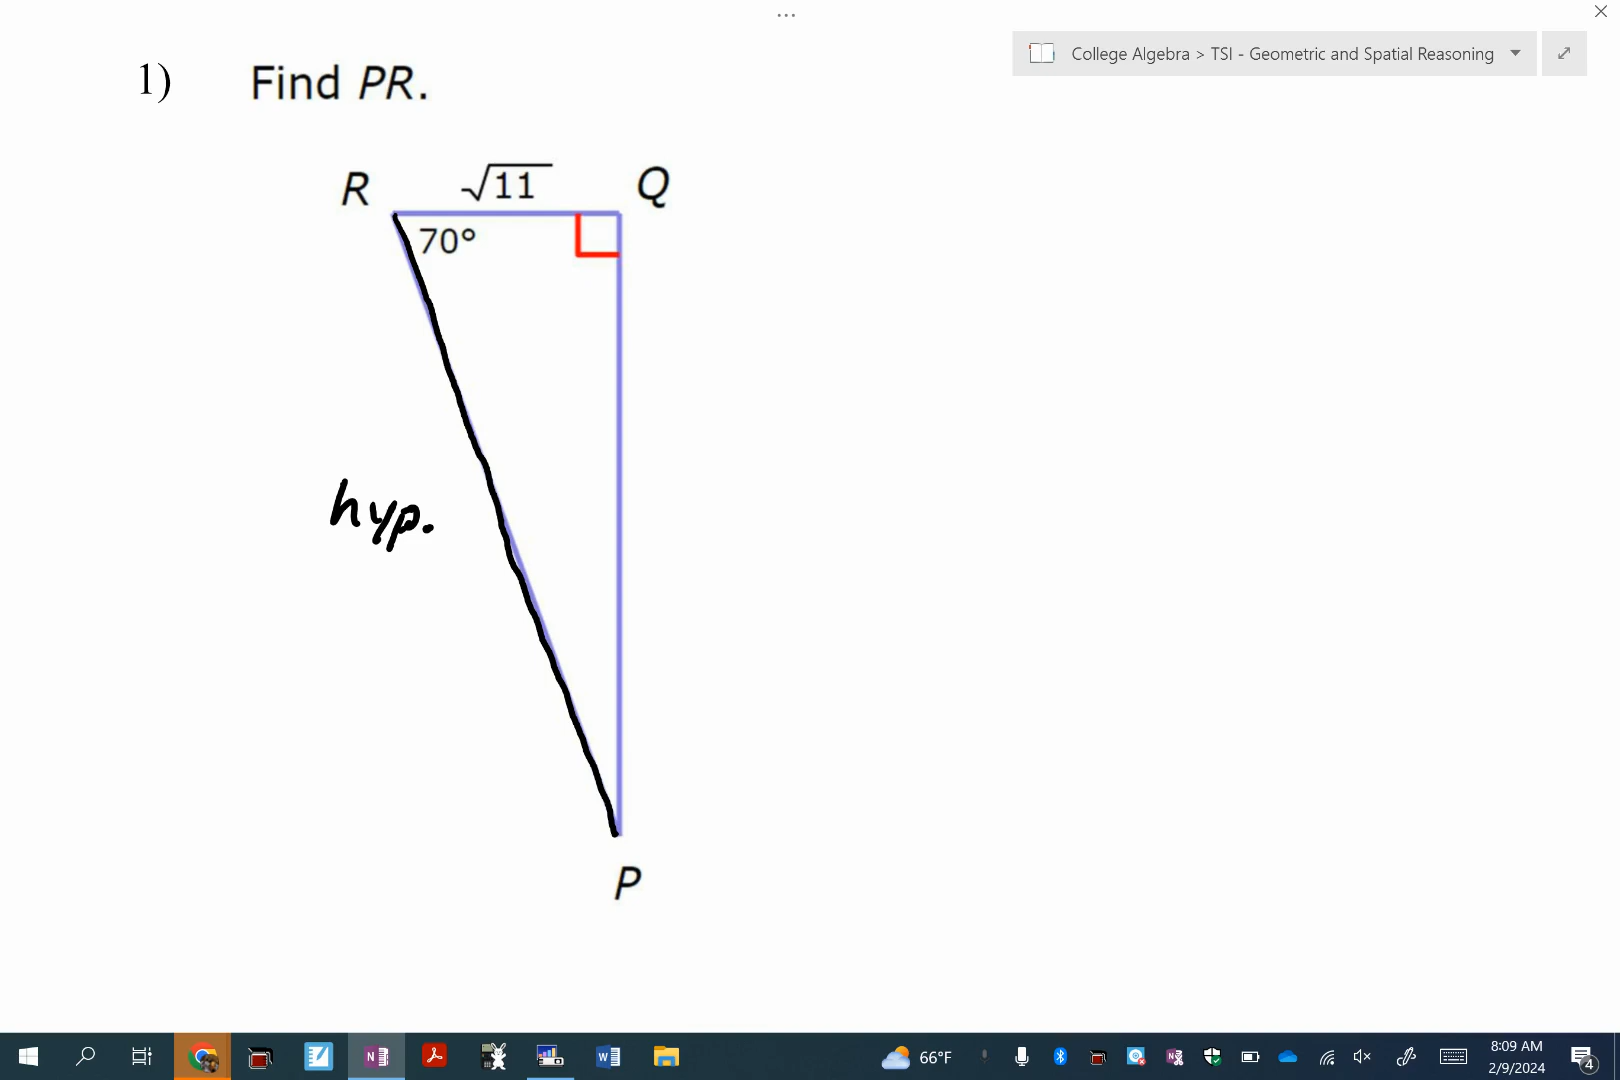 ...
College Algebra > TSI - Geometric and Spatial Reasoning
1) Find PR.
R √11 Q
70°
hyp.
P
66°F
8:09 AM
2/9/2024
4